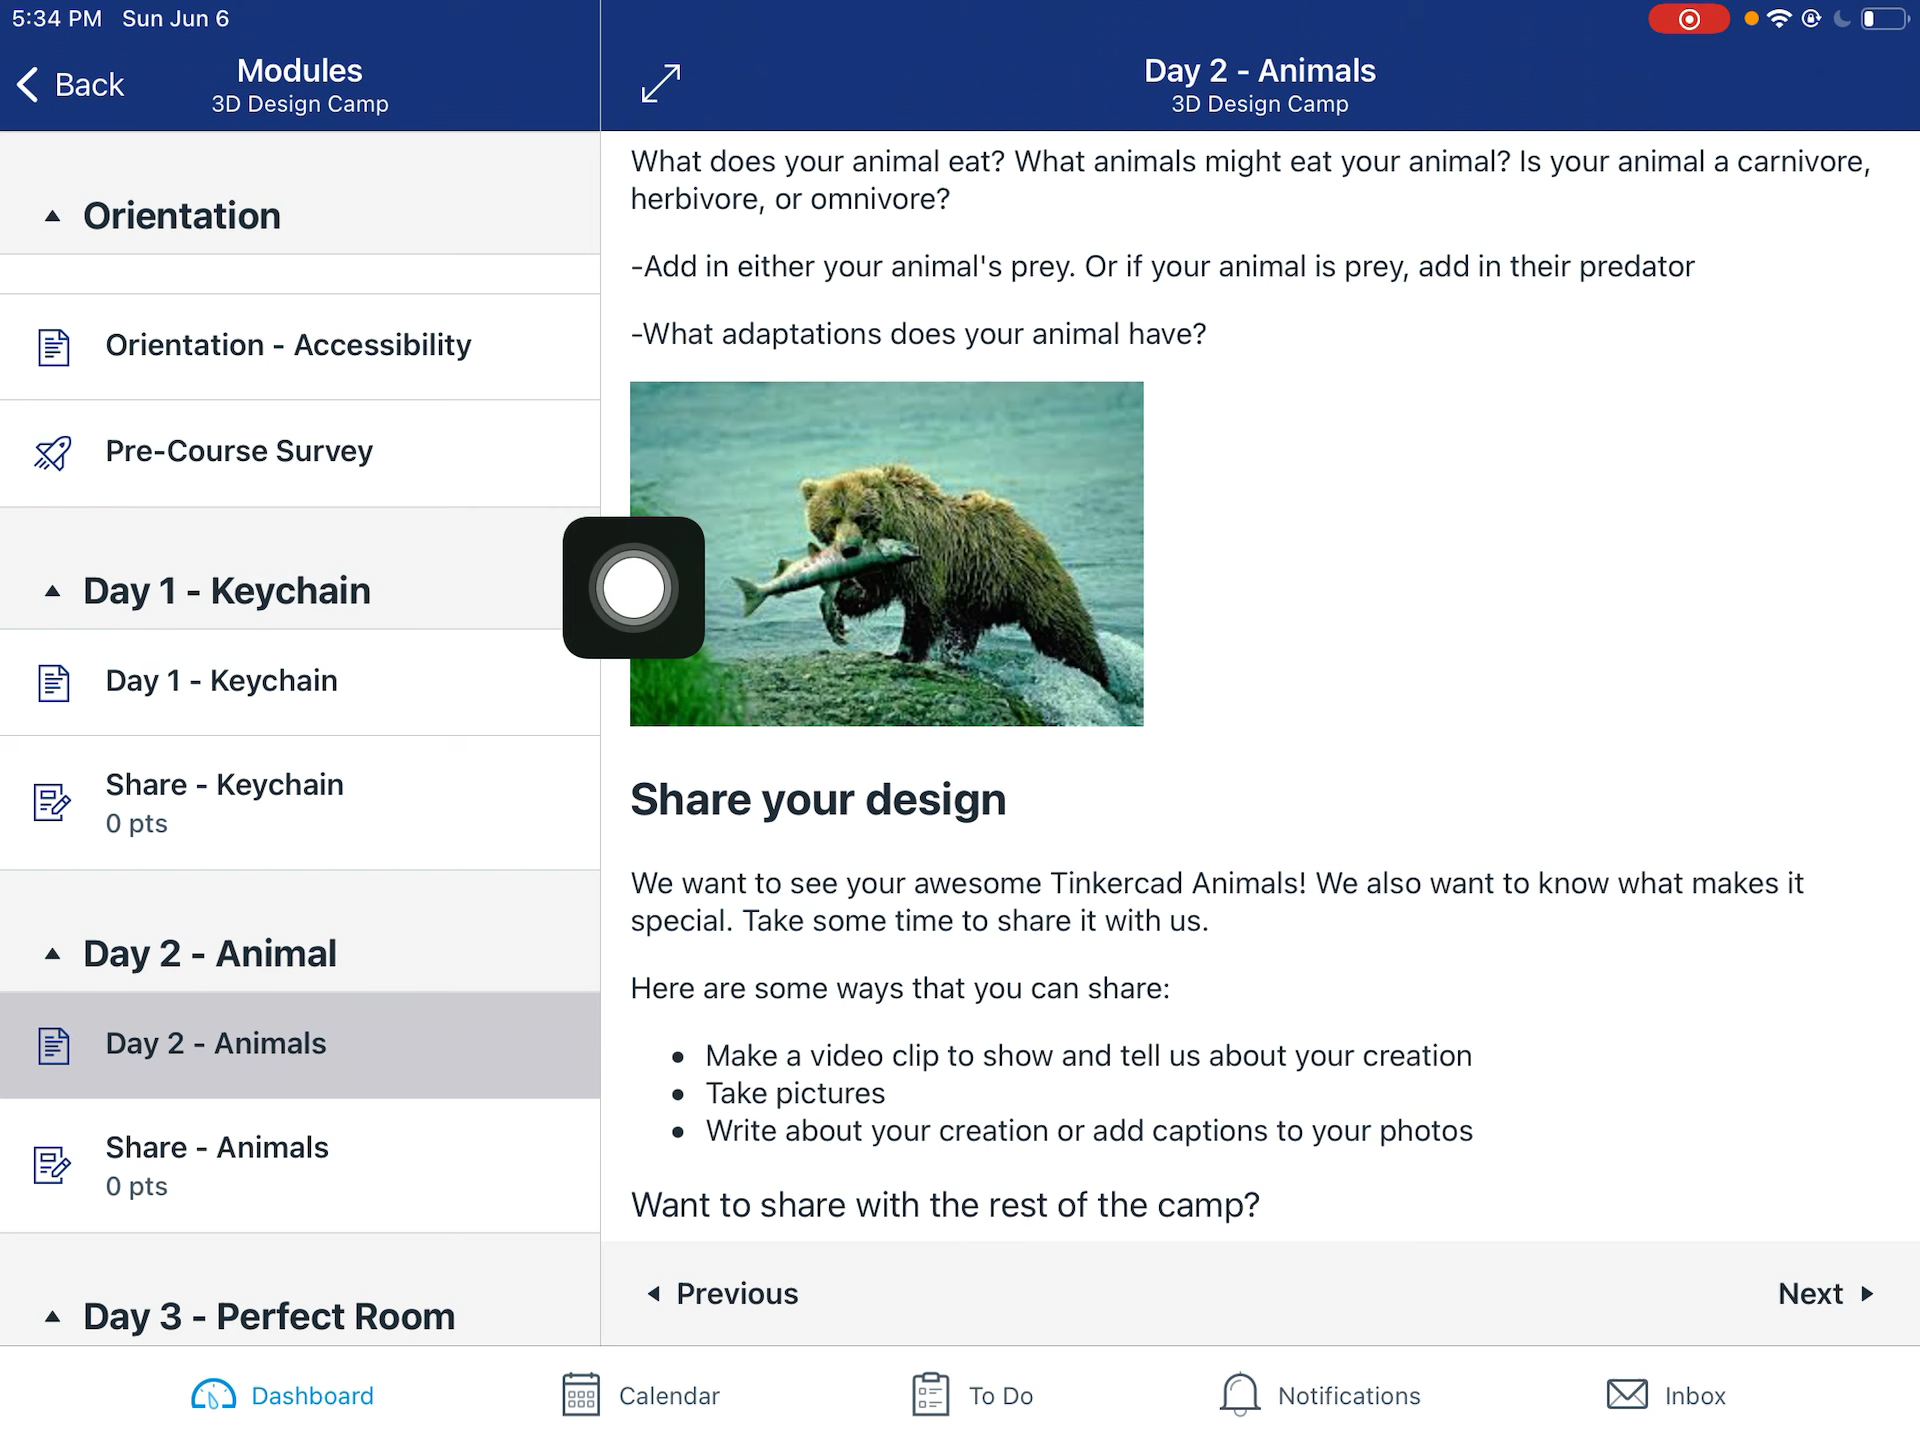 5:34 PM Sun Jun 6
Back
Modules
3D Design Camp
Day 2 - Animals
3D Design Camp
Orientation
Orientation - Accessibility
Pre-Course Survey
Day 1 - Keychain
Day 1 - Keychain
Share - Keychain
0 pts
Day 2 - Animal
Day 2 - Animals
Share - Animals
0 pts
Day 3 - Perfect Room
What does your animal eat? What animals might eat your animal? Is your animal a carnivore,
herbivore, or omnivore?
-Add in either your animal's prey. Or if your animal is prey, add in their predator
-What adaptations does your animal have?
Share your design
We want to see your awesome Tinkercad Animals! We also want to know what makes it
special. Take some time to share it with us.
Here are some ways that you can share:
Make a video clip to show and tell us about your creation
Take pictures
Write about your creation or add captions to your photos
Want to share with the rest of the camp?
Previous
Next
Dashboard
Calendar
To Do
Notifications
Inbox